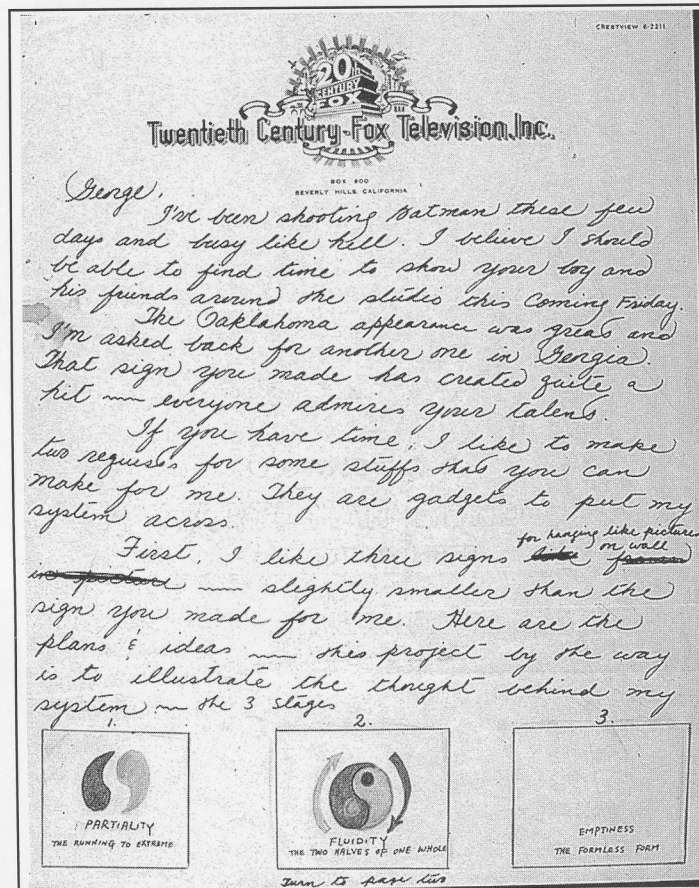 CRESTVIEW 6-2211
20th
CENTURY
FOX
Twentieth Century-Fox Television, Inc.
BOX 900
BEVERLY HILLS, CALIFORNIA
George,
I've been shooting Batman these few
days and busy like hell. I believe I should
be able to find time to show your boy and
his friends around the studio this coming Friday.
The Oaklahoma appearance was great and
I'm asked back for another one in Georgia.
That sign you made has created quite a
hit — everyone admires your talent.
If you have time, I like to make
two requests for some stuffs that you can
make for me. They are gadgets to put my
system across.
for hanging like pictures
First, I like three signs on wall
— slightly smaller than the
sign you made for me. Here are the
plans & ideas — this project by the way
is to illustrate the thought behind my
system — the 3 stages
1.
PARTIALITY
THE RUNNING TO EXTREME
2.
FLUIDITY
THE TWO HALVES OF ONE WHOLE
3.
EMPTINESS
THE FORMLESS FORM
Turn to page two